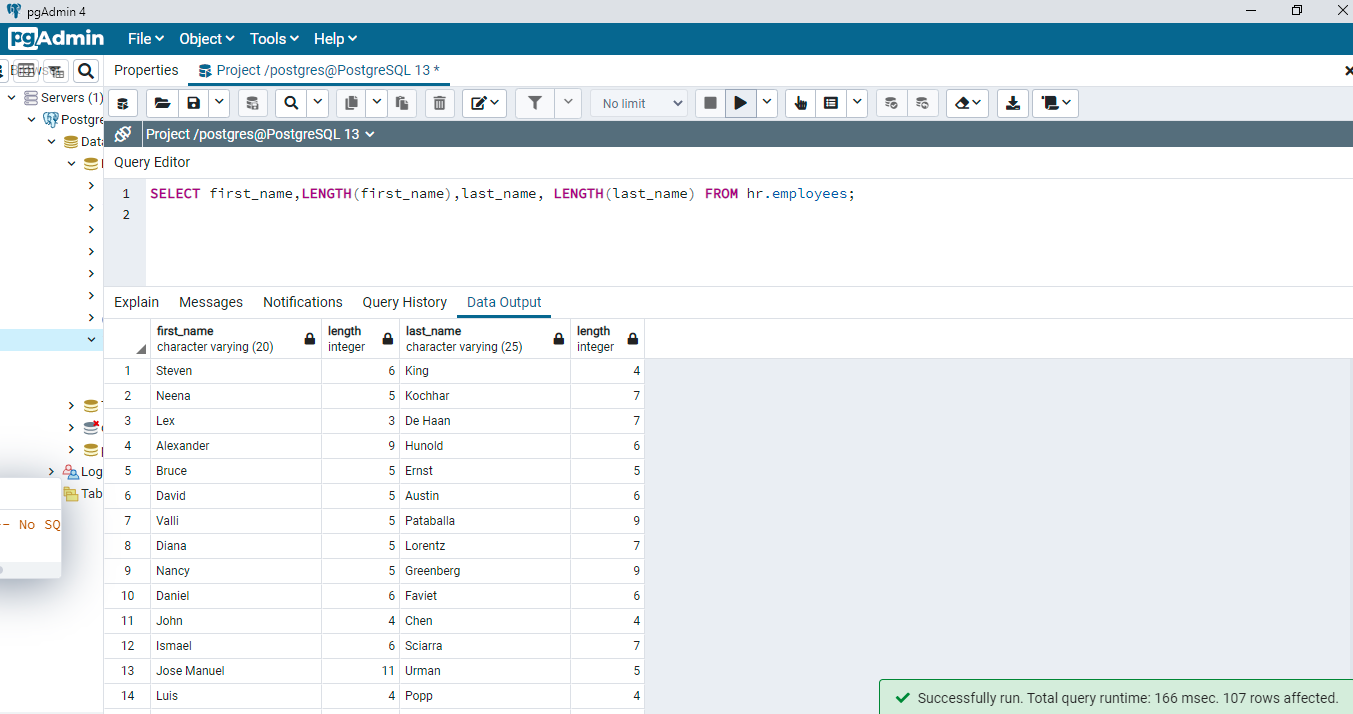 pgAdmin 4
pgAdmin File Object Tools Help
Properties Project /postgres@PostgreSQL 13 *
Servers (1)
No limit
Project /postgres@PostgreSQL 13
Query Editor
1 SELECT first_name,LENGTH(first_name),last_name, LENGTH(last_name) FROM hr.employees;
2
Explain Messages Notifications Query History Data Output
first_name length last_name length
character varying (20) integer character varying (25) integer
1 Steven 6 King 4
2 Neena 5 Kochhar 7
3 Lex 3 De Haan 7
4 Alexander 9 Hunold 6
5 Bruce 5 Ernst 5
6 David 5 Austin 6
7 Valli 5 Pataballa 9
8 Diana 5 Lorentz 7
9 Nancy 5 Greenberg 9
10 Daniel 6 Faviet 6
11 John 4 Chen 4
12 Ismael 6 Sciarra 7
13 Jose Manuel 11 Urman 5
14 Luis 4 Popp 4
Postgre
Data
Log
Tab
-- No SQ
Successfully run. Total query runtime: 166 msec. 107 rows affected.